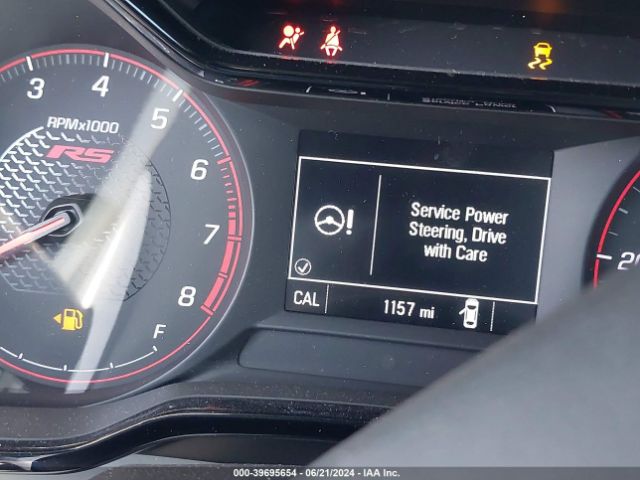 3
4
5
6
7
8
RPMx1000
RS
F
Service Power
Steering, Drive
with Care
CAL
1157 mi
20
000-39695654 / 06/21/2024 / IAA Inc.